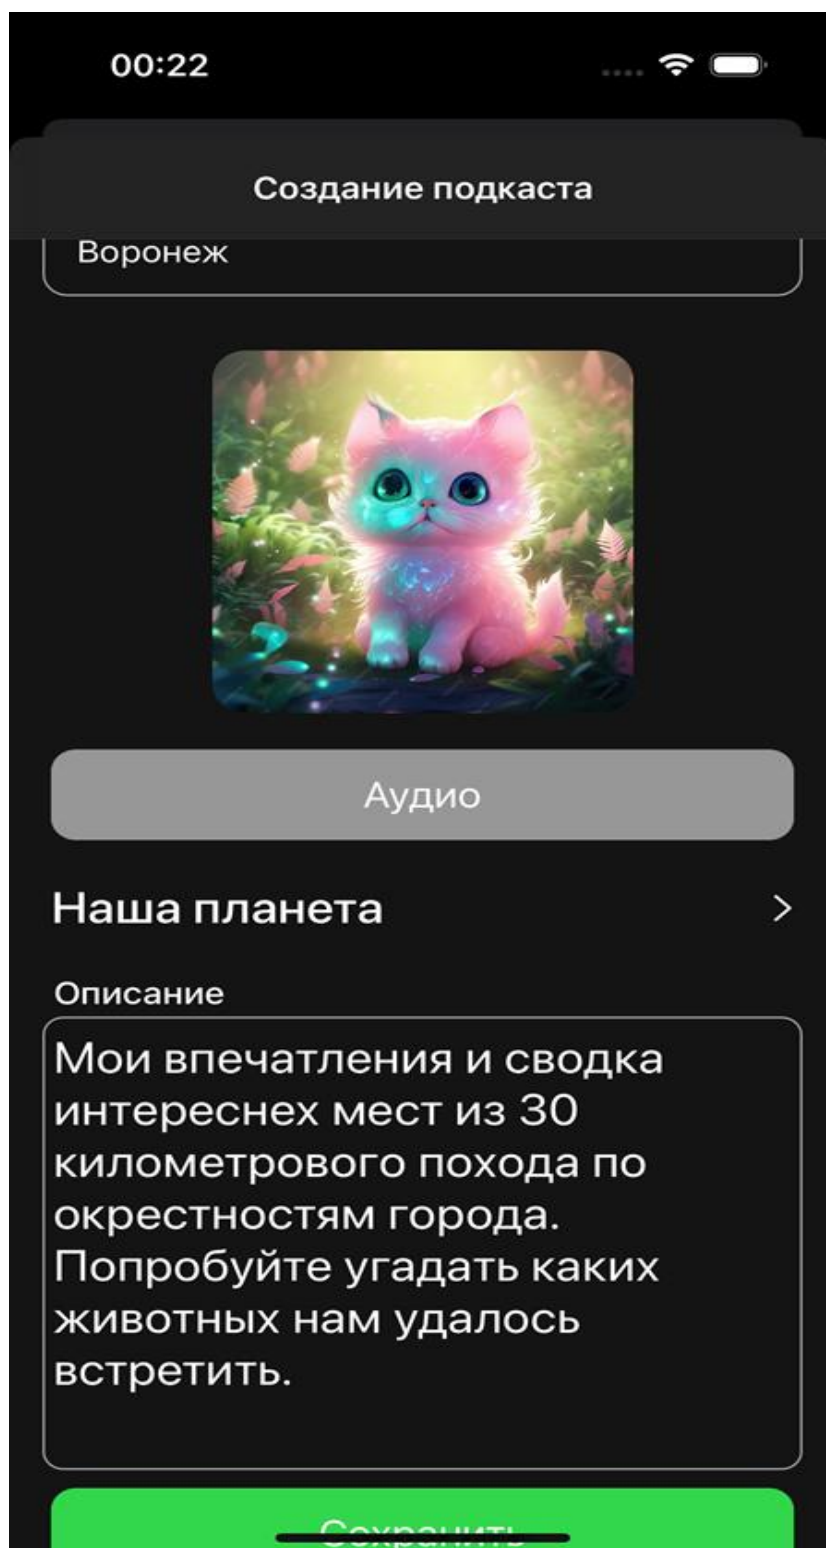 00:22
Создание подкаста
Воронеж
Аудио
Наша планета
Описание
Мои впечатления и сводка
интереснех мест из 30
километрового похода по
окрестностям города.
Попробуйте угадать каких
животных нам удалось
встретить.
Сохранить